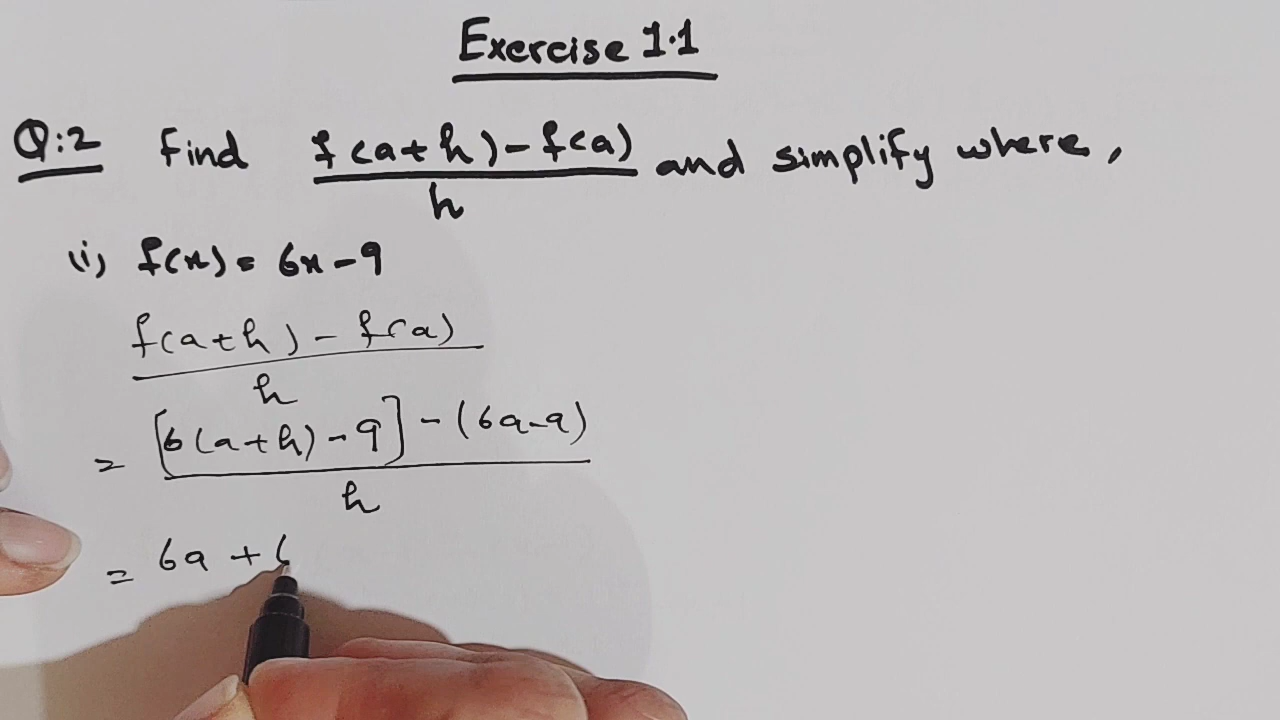 Exercise 1.1
Q:2 Find f(a+h)-f(a)/h and simplify where,
(i) f(x) = 6x-9
f(a+h) - f(a)/h
= [6(a+h)-9] - (6a-9)/h
= 6a + 6